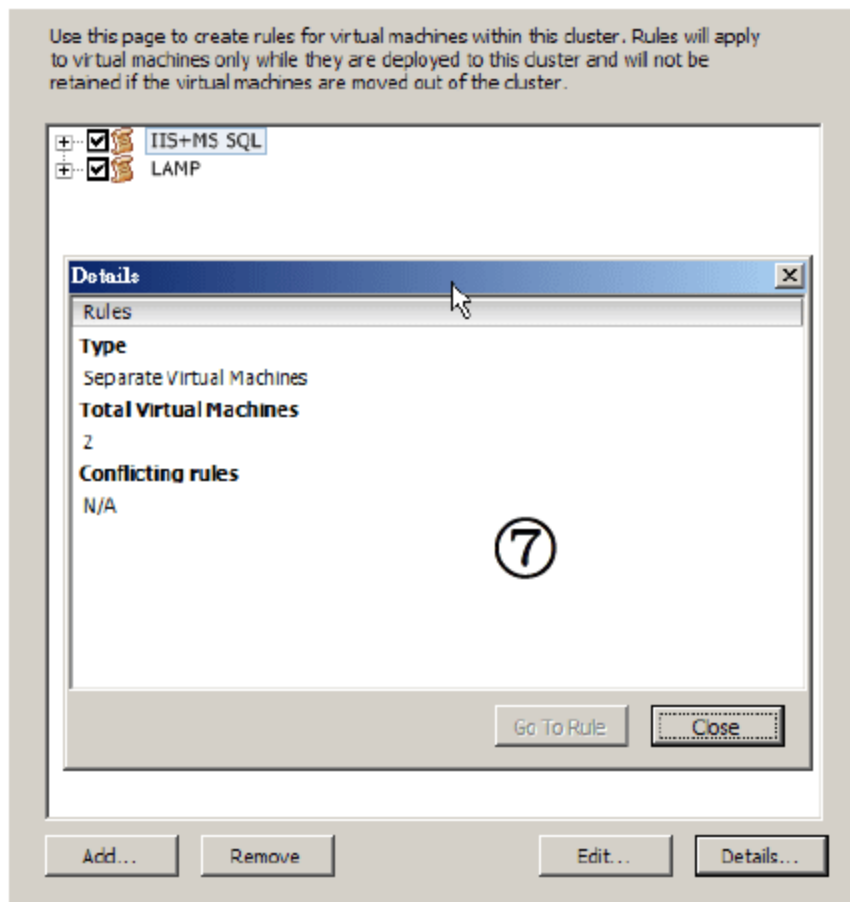 Use this page to create rules for virtual machines within this cluster. Rules will apply
to virtual machines only while they are deployed to this cluster and will not be
retained if the virtual machines are moved out of the cluster.
IIS+MS SQL
LAMP
Details
Rules
Type
Separate Virtual Machines
Total Virtual Machines
2
Conflicting rules
N/A
⑦
Go To Rule
Close
Add...
Remove
Edit...
Details...